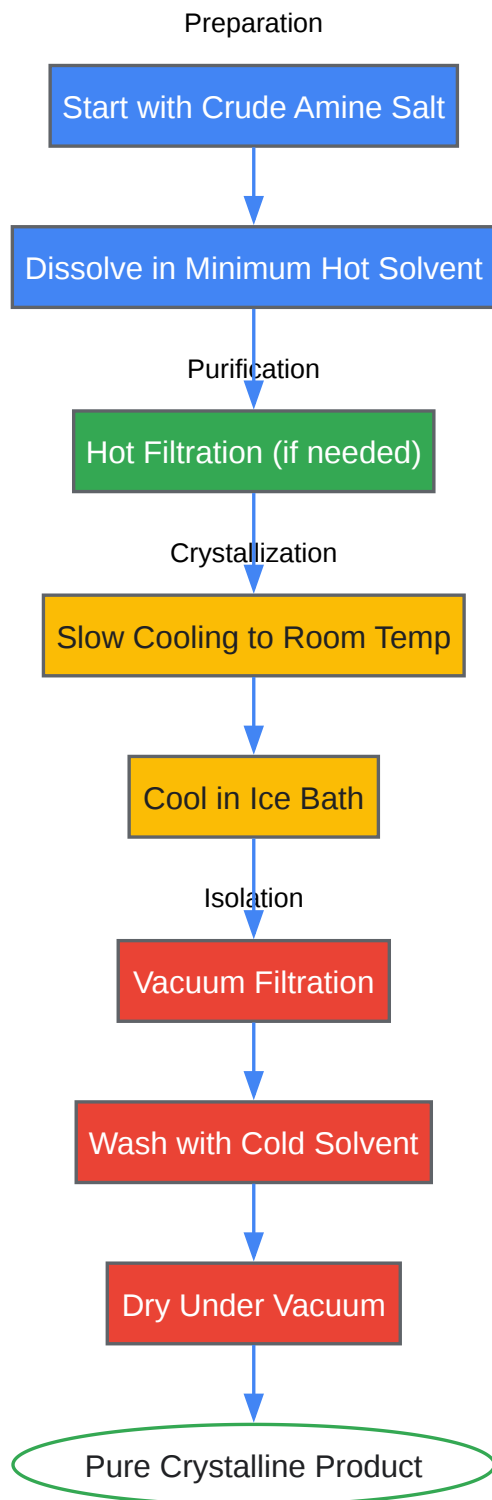 Preparation
Start with Crude Amine Salt
Dissolve in Minimum Hot Solvent
Purification
Hot Filtration (if needed)
Crystallization
Slow Cooling to Room Temp
Cool in Ice Bath
Isolation
Vacuum Filtration
Wash with Cold Solvent
Dry Under Vacuum
Pure Crystalline Product